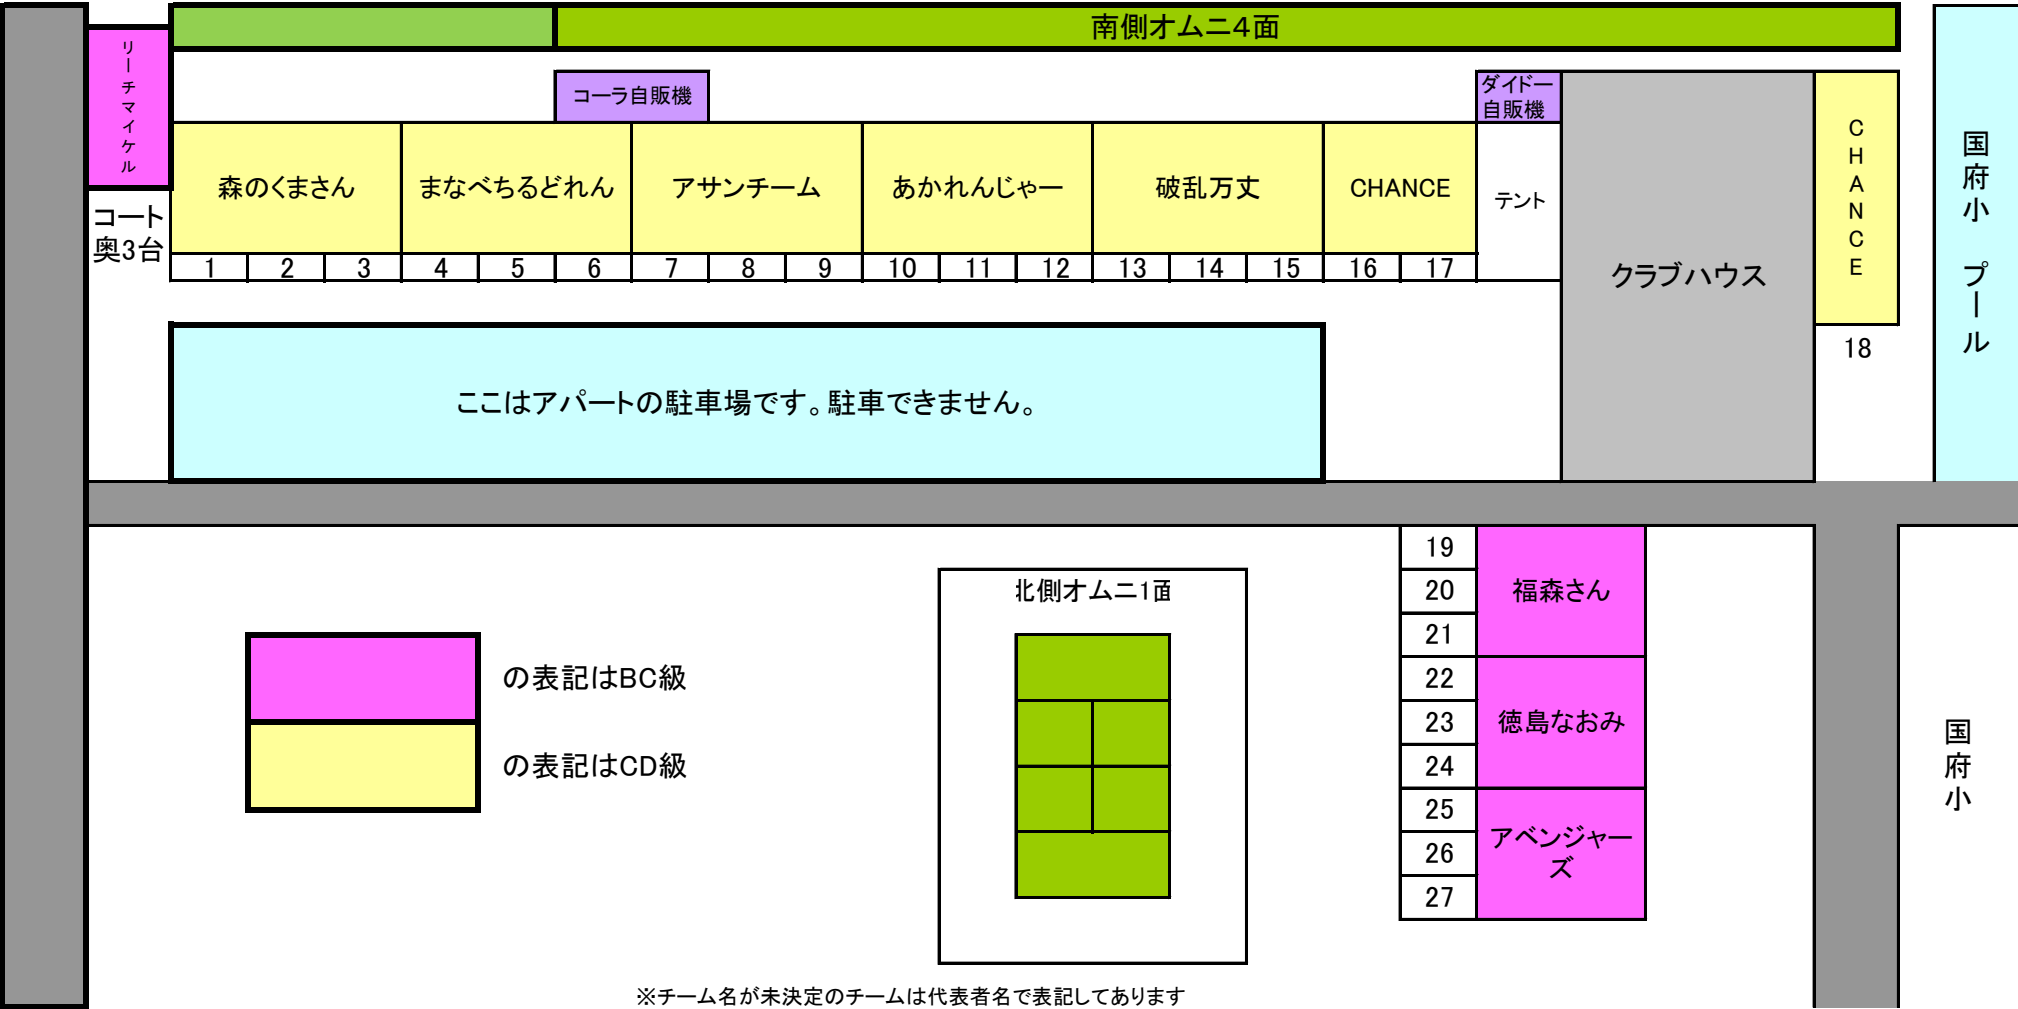 南側オムニ4面
リーチマイケル
コーラ自販機
ダイドー
自販機
CHANCE
国府小 プール
森のくまさん
まなべちるどれん
アサンチーム
あかれんじゃー
破乱万丈
CHANCE
テント
コート
奥3台
クラブハウス
1 2 3 4 5 6 7 8 9 10 11 12 13 14 15 16 17
18
ここはアパートの駐車場です。駐車できません。
19
20
21
福森さん
22
23
24
徳島なおみ
25
26
27
アベンジャー
ズ
北側オムニ1面
の表記はBC級
の表記はCD級
国府小
※チーム名が未決定のチームは代表者名で表記してあります